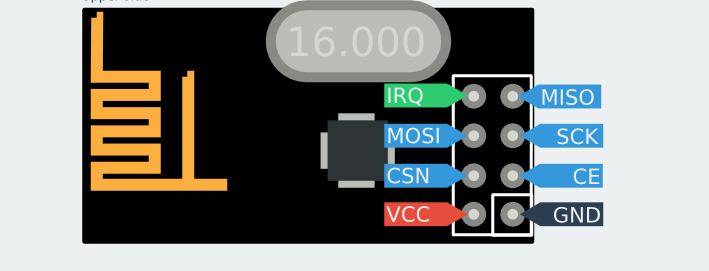 16.000
IRQ
MISO
MOSI
SCK
CSN
CE
VCC
GND